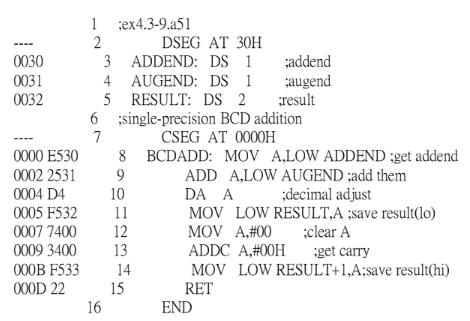 1 ;ex4.3-9.a51
---- 2 DSEG AT 30H
0030 3 ADDEND: DS 1 ;addend
0031 4 AUGEND: DS 1 ;augend
0032 5 RESULT: DS 2 ;result
6 ;single-precision BCD addition
---- 7 CSEG AT 0000H
0000 E530 8 BCDADD: MOV A,LOW ADDEND ;get addend
0002 2531 9 ADD A,LOW AUGEND ;add them
0004 D4 10 DA A ;decimal adjust
0005 F532 11 MOV LOW RESULT,A ;save result(lo)
0007 7400 12 MOV A,#00 ;clear A
0009 3400 13 ADDC A,#00H ;get carry
000B F533 14 MOV LOW RESULT+1,A;save result(hi)
000D 22 15 RET
16 END